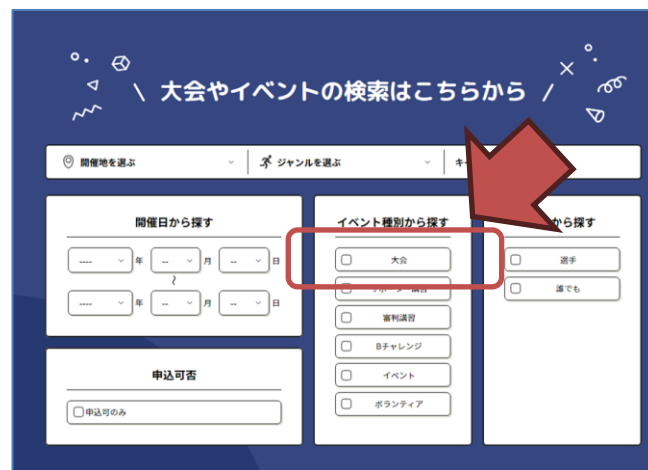 \ 大会やイベントの検索はこちらから /
開催地を選ぶ
ジャンルを選ぶ
開催日から探す
---- 年 -- 月 -- 日
~
---- 年 -- 月 -- 日
申込可否
申込可のみ
イベント種別から探す
大会
審判講習
Bチャレンジ
イベント
ボランティア
から探す
選手
誰でも